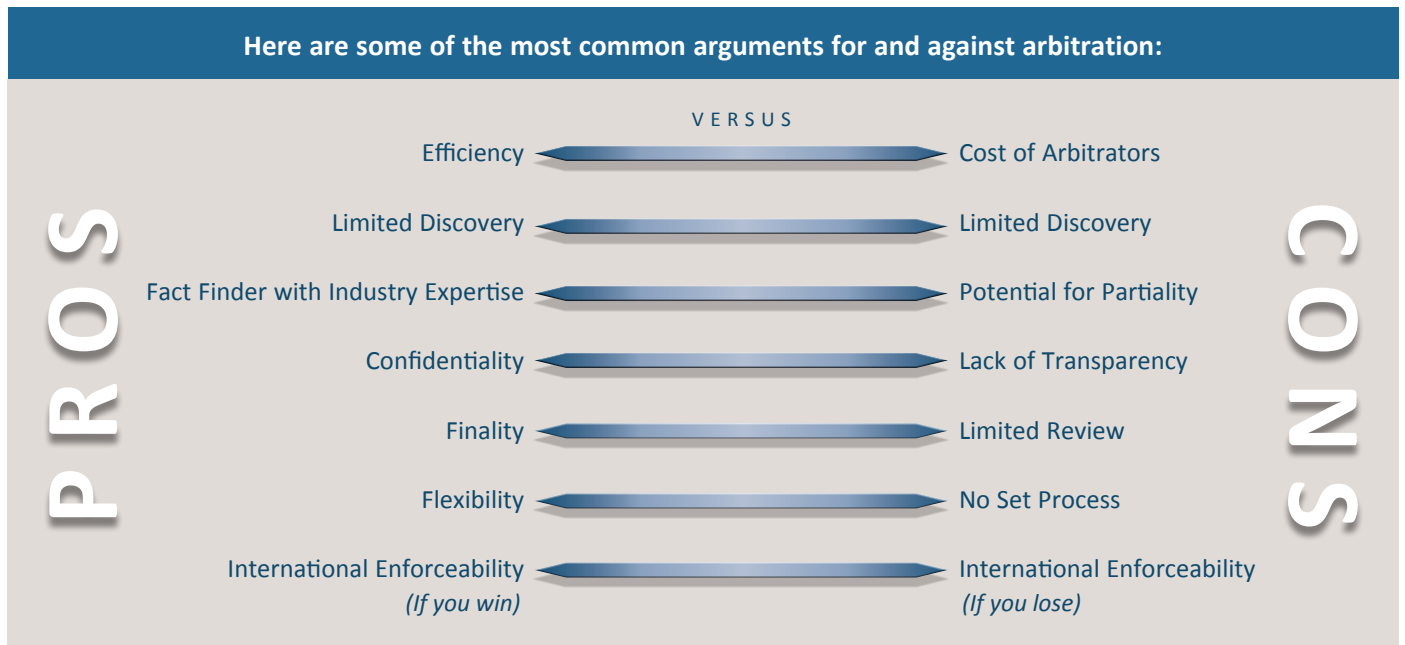 Here are some of the most common arguments for and against arbitration:
VERSUS
PROS
CONS
Efficiency Cost of Arbitrators
Limited Discovery Limited Discovery
Fact Finder with Industry Expertise Potential for Partiality
Confidentiality Lack of Transparency
Finality Limited Review
Flexibility No Set Process
International Enforceability International Enforceability
(If you win) (If you lose)